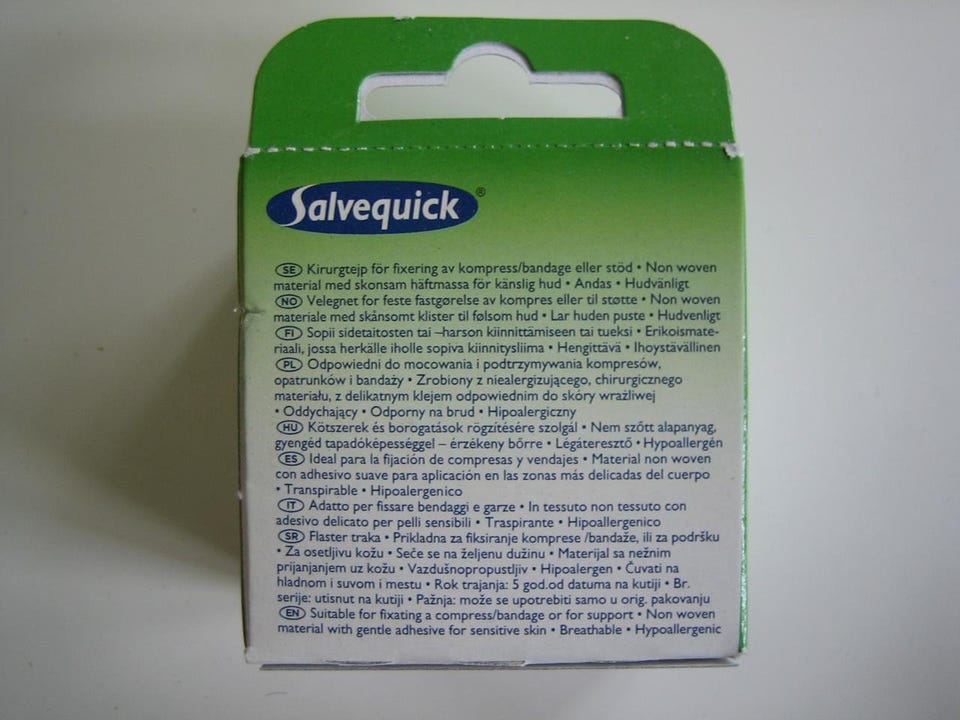 Salvequick®
SE Kirurgtejp för fixering av kompress/bandage eller stöd • Non woven
material med skonsam häftmassa för känslig hud • Andas • Hudvänligt
NO Velegnet for feste fastgørelse av kompres eller til støtte • Non woven
materiale med skånsomt klister til følsom hud • Lar huden puste • Hudvenligt
FI Sopii sidetaitosten tai –harson kiinnittämiseen tai tueksi • Erikoismate-
riaali, jossa herkälle iholle sopiva kiinnitysliima • Hengittävä • Ihoystävällinen
PL Odpowiedni do mocowania i podtrzymywania kompresów,
opatrunków i bandaży • Zrobiony z niealergizującego, chirurgicznego
materiału, z delikatnym klejem odpowiednim do skóry wrażliwej
• Oddychający • Odporny na brud • Hipoalergiczny
HU Kötszerek és borogatások rögzítésére szolgál • Nem szőtt alapanyag,
gyengéd tapadóképességgel – érzékeny bőrre • Légáteresztő • Hypoallergén
ES Ideal para la fijación de compresas y vendajes • Material non woven
con adhesivo suave para aplicación en las zonas más delicadas del cuerpo
• Transpirable • Hipoalergenico
IT Adatto per fissare bendaggi e garze • In tessuto non tessuto con
adesivo delicato per pelli sensibili • Traspirante • Hipoallergenico
SR Flaster traka • Prikladna za fiksiranje komprese /bandaže, ili za podršku
• Za osetljivu kožu • Seče se na željenu dužinu • Materijal sa nežnim
prijanjanjem uz kožu • Vazdušnopropustljiv • Hipoalergen • Čuvati na
hladnom i suvom i mestu • Rok trajanja: 5 god.od datuma na kutiji • Br.
serije: utisnut na kutiji • Pažnja: može se upotrebiti samo u orig. pakovanju
EN Suitable for fixating a compress/bandage or for support • Non woven
material with gentle adhesive for sensitive skin • Breathable • Hypoallergenic